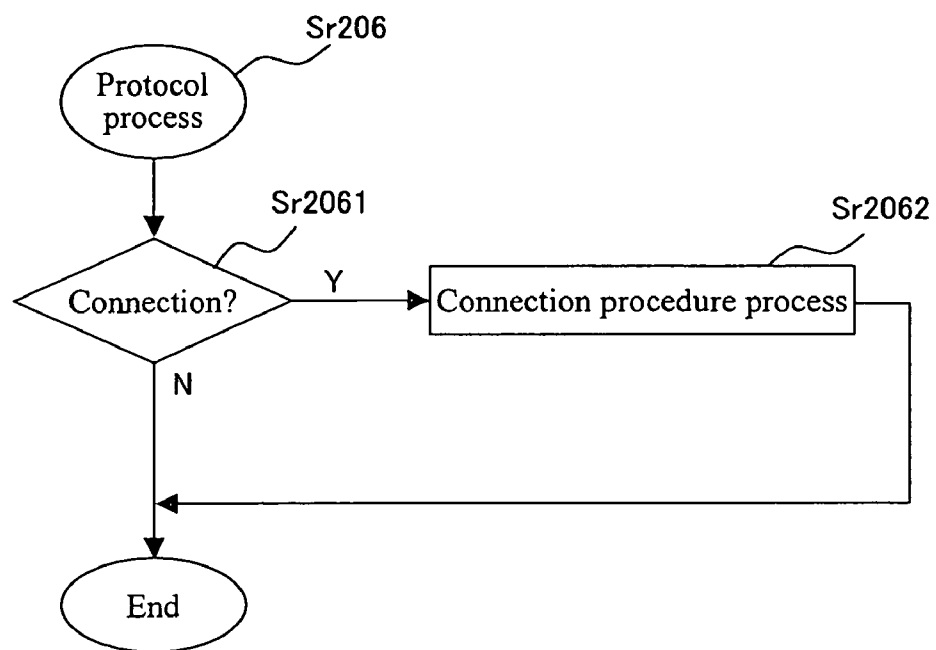 Sr206
Protocol
process
Sr2061
Sr2062
Connection?
Y
Connection procedure process
N
End